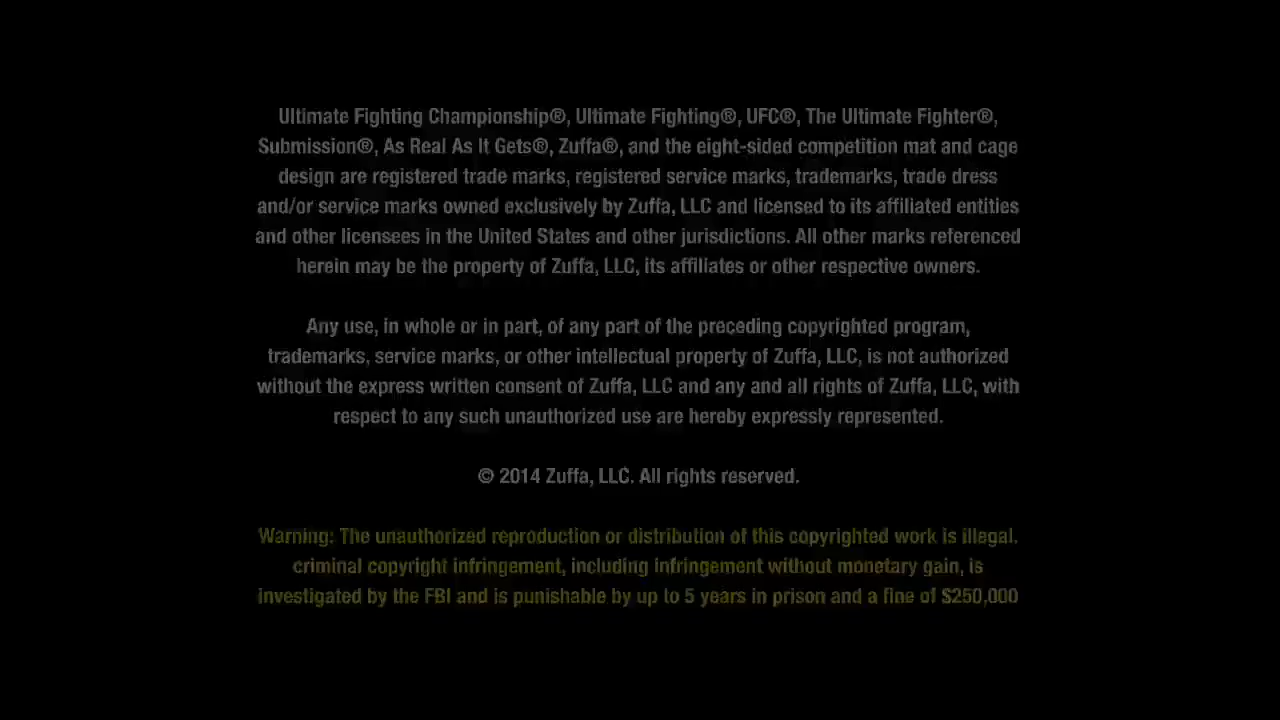 Ultimate Fighting Championship®, Ultimate Fighting®, UFC®, The Ultimate Fighter®,
Submission®, As Real As It Gets®, Zuffa®, and the eight-sided competition mat and cage
design are registered trade marks, registered service marks, trademarks, trade dress
and/or service marks owned exclusively by Zuffa, LLC and licensed to its affiliated entities
and other licensees in the United States and other jurisdictions. All other marks referenced
herein may be the property of Zuffa, LLC, its affiliates or other respective owners.
Any use, in whole or in part, of any part of the preceding copyrighted program,
trademarks, service marks, or other intellectual property of Zuffa, LLC, is not authorized
without the express written consent of Zuffa, LLC and any and all rights of Zuffa, LLC, with
respect to any such unauthorized use are hereby expressly represented.
© 2014 Zuffa, LLC. All rights reserved.
Warning: The unauthorized reproduction or distribution of this copyrighted work is illegal.
criminal copyright infringement, including infringement without monetary gain, is
investigated by the FBI and is punishable by up to 5 years in prison and a fine of $250,000